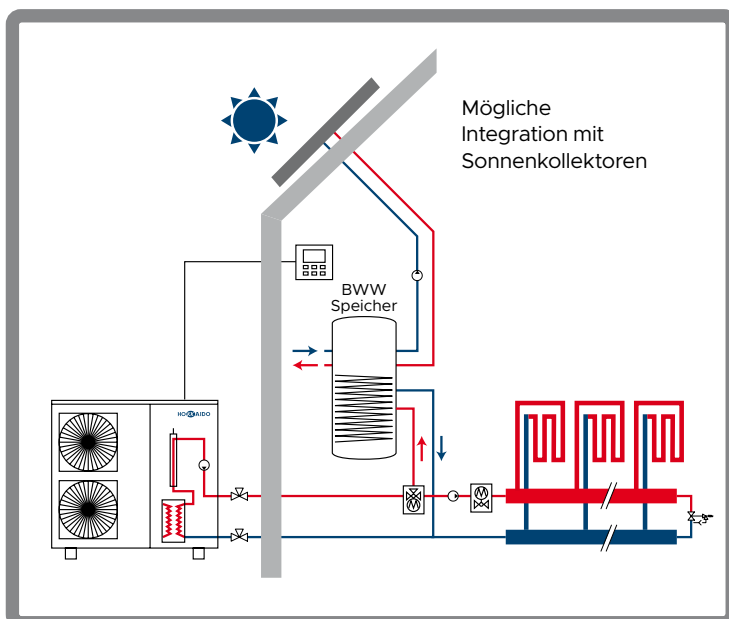 Mögliche
Integration mit
Sonnenkollektoren
BWW
Speicher
HOKKAIDO